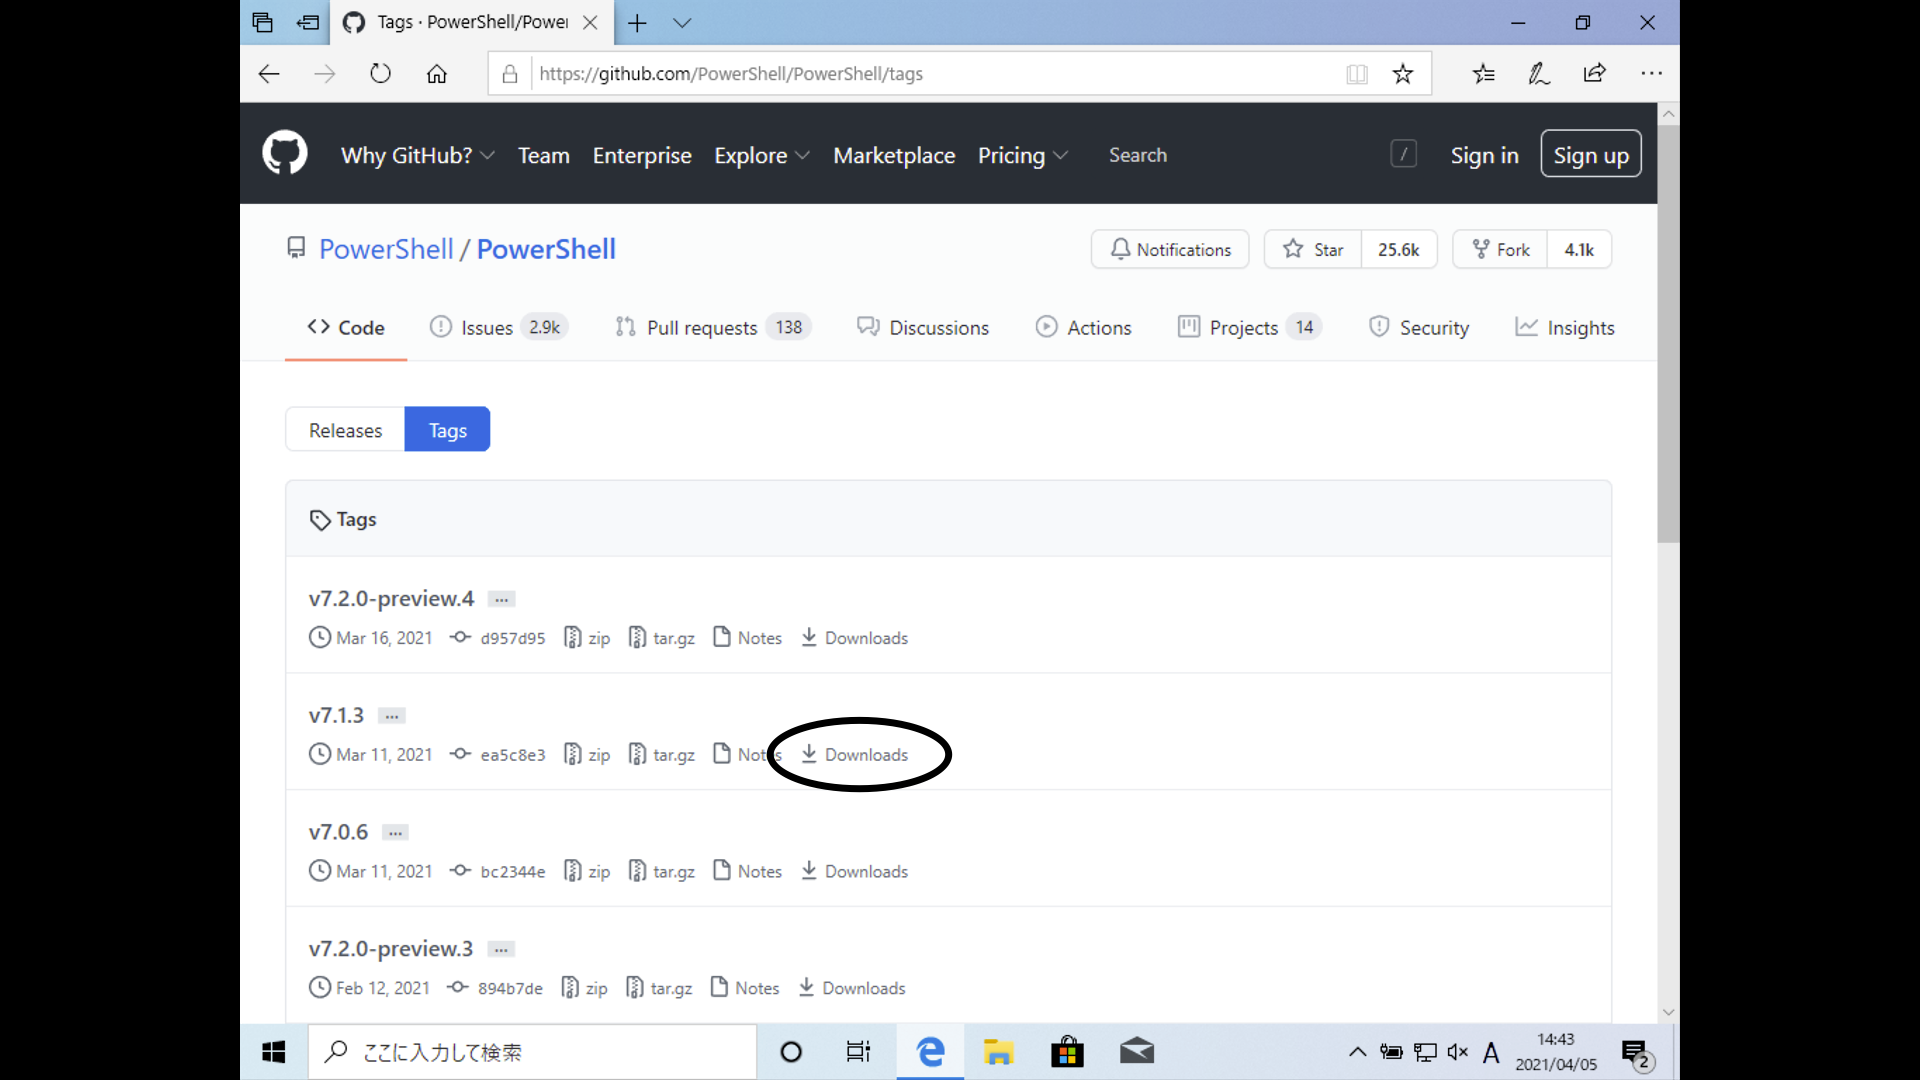 Tags · PowerShell/Power
https://github.com/PowerShell/PowerShell/tags
Why GitHub? Team Enterprise Explore Marketplace Pricing Search / Sign in Sign up
PowerShell / PowerShell Notifications Star 25.6k Fork 4.1k
Code Issues 2.9k Pull requests 138 Discussions Actions Projects 14 Security Insights
Releases Tags
Tags
v7.2.0-preview.4 ...
Mar 16, 2021 d957d95 zip tar.gz Notes Downloads
v7.1.3 ...
Mar 11, 2021 ea5c8e3 zip tar.gz Notes Downloads
v7.0.6 ...
Mar 11, 2021 bc2344e zip tar.gz Notes Downloads
v7.2.0-preview.3 ...
Feb 12, 2021 894b7de zip tar.gz Notes Downloads
ここに入力して検索 A 14:43
2021/04/05 2